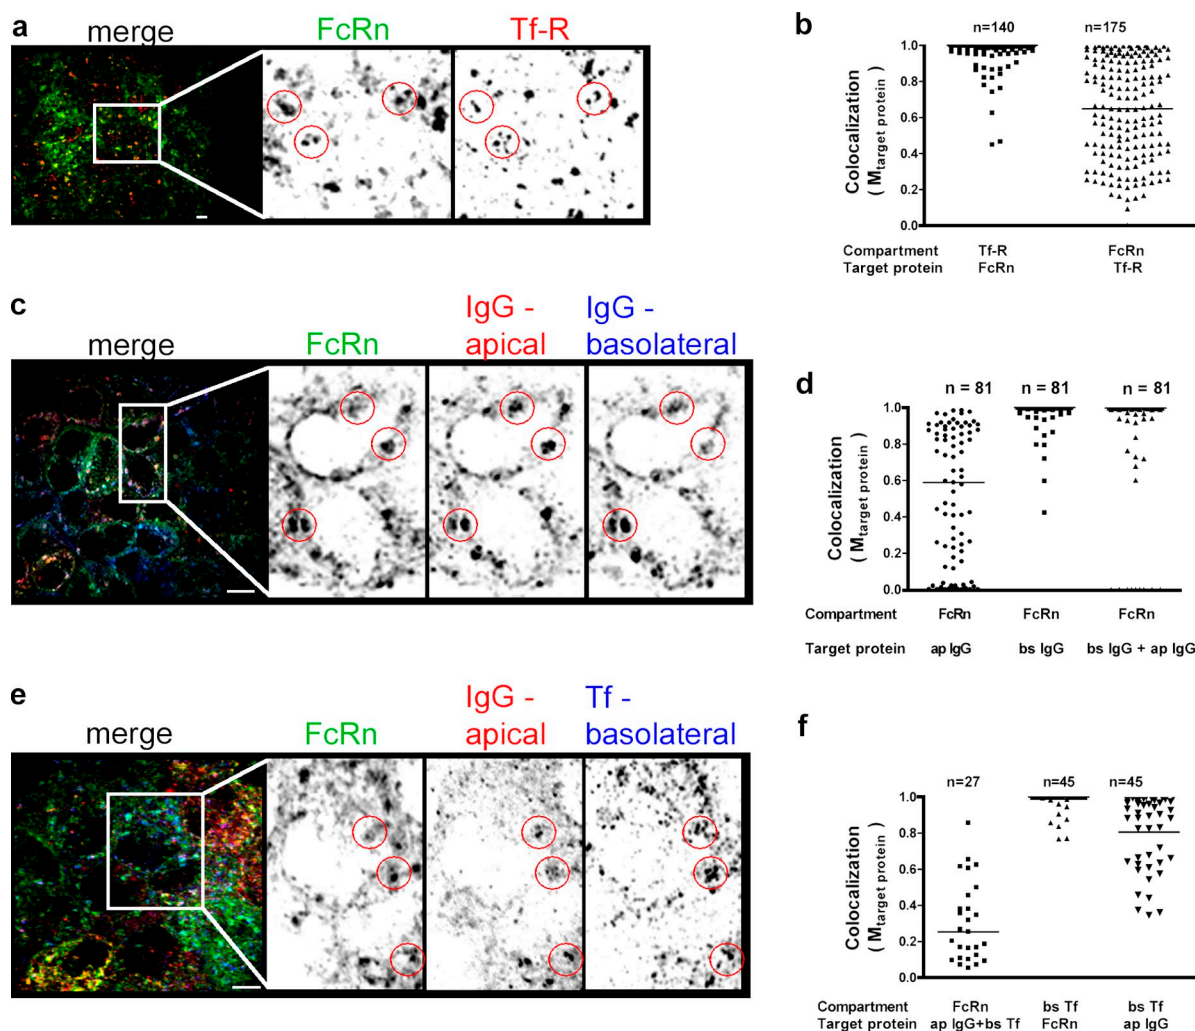 a
merge
FcRn
Tf-R
b
n=140
n=175
Colocalization
( M target protein )
1.0
0.8
0.6
0.4
0.2
0.0
Compartment Tf-R FcRn
Target protein FcRn Tf-R
c
merge
FcRn
IgG -
apical
IgG -
basolateral
d
n = 81
n = 81
n = 81
Colocalization
( M target protein )
1.0
0.8
0.6
0.4
0.2
0.0
Compartment FcRn FcRn FcRn
Target protein ap IgG bs IgG bs IgG + ap IgG
e
merge
FcRn
IgG -
apical
Tf -
basolateral
f
n=27
n=45
n=45
Colocalization
( M target protein )
1.0
0.8
0.6
0.4
0.2
0.0
Compartment FcRn bs Tf bs Tf
Target protein ap IgG+bs Tf FcRn ap IgG